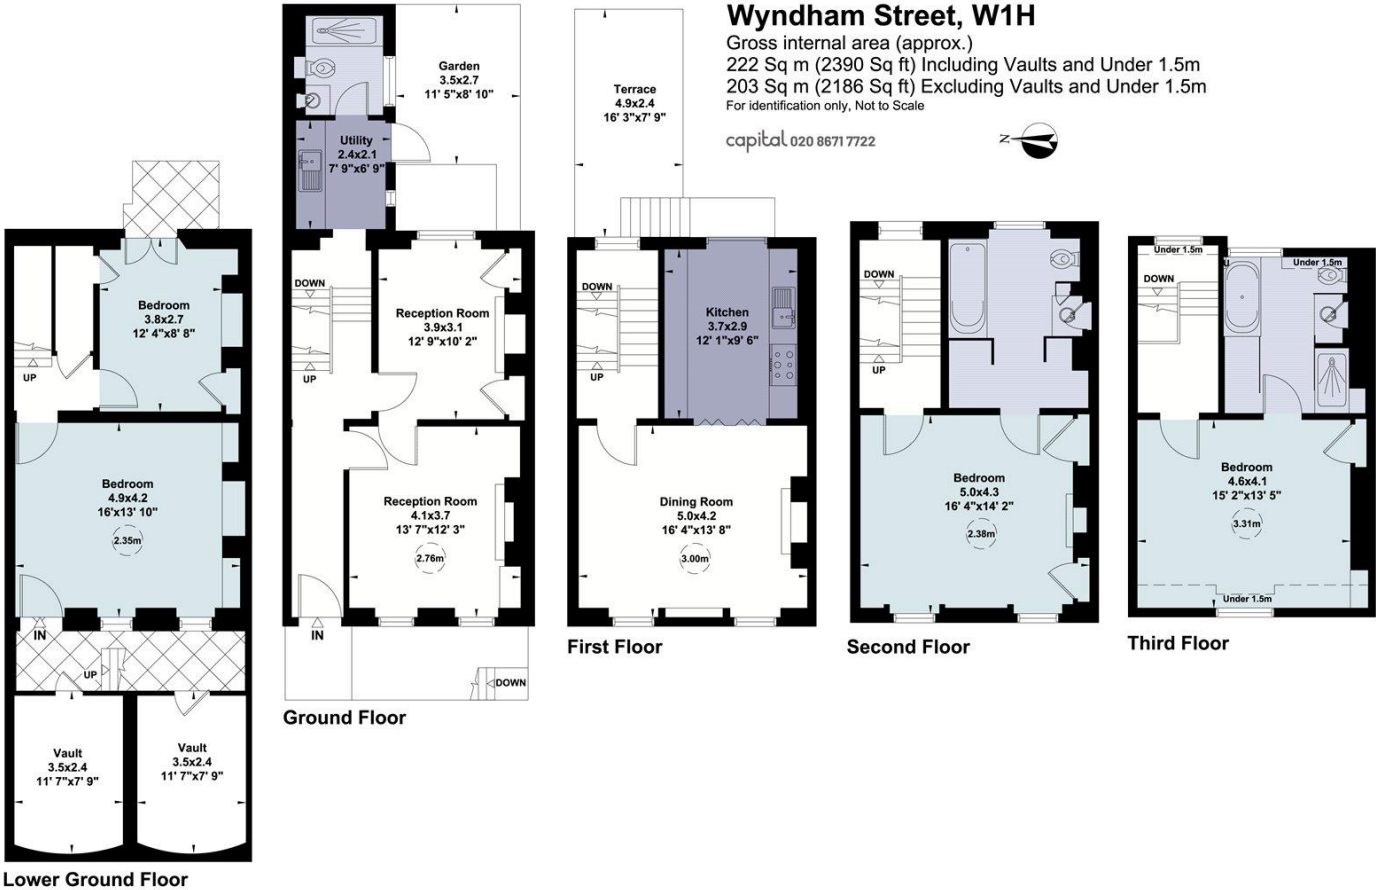 Wyndham Street, W1H
Gross internal area (approx.)
222 Sq m (2390 Sq ft) Including Vaults and Under 1.5m
203 Sq m (2186 Sq ft) Excluding Vaults and Under 1.5m
For identification only, Not to Scale
capital 020 8671 7722
N
Bedroom
3.8x2.7
12' 4"x8' 8"
UP
Bedroom
4.9x4.2
16'x13' 10"
2.35m
IN
UP
Vault
3.5x2.4
11' 7"x7' 9"
Vault
3.5x2.4
11' 7"x7' 9"
Lower Ground Floor
Garden
3.5x2.7
11' 5"x8' 10"
Utility
2.4x2.1
7' 9"x6' 9"
DOWN
UP
Reception Room
3.9x3.1
12' 9"x10' 2"
Reception Room
4.1x3.7
13' 7"x12' 3"
2.76m
IN
DOWN
Ground Floor
Terrace
4.9x2.4
16' 3"x7' 9"
DOWN
UP
Kitchen
3.7x2.9
12' 1"x9' 6"
Dining Room
5.0x4.2
16' 4"x13' 8"
3.00m
First Floor
DOWN
UP
Bedroom
5.0x4.3
16' 4"x14' 2"
2.38m
Second Floor
Under 1.5m
DOWN
Under 1.5m
Bedroom
4.6x4.1
15' 2"x13' 5"
3.31m
Under 1.5m
Third Floor